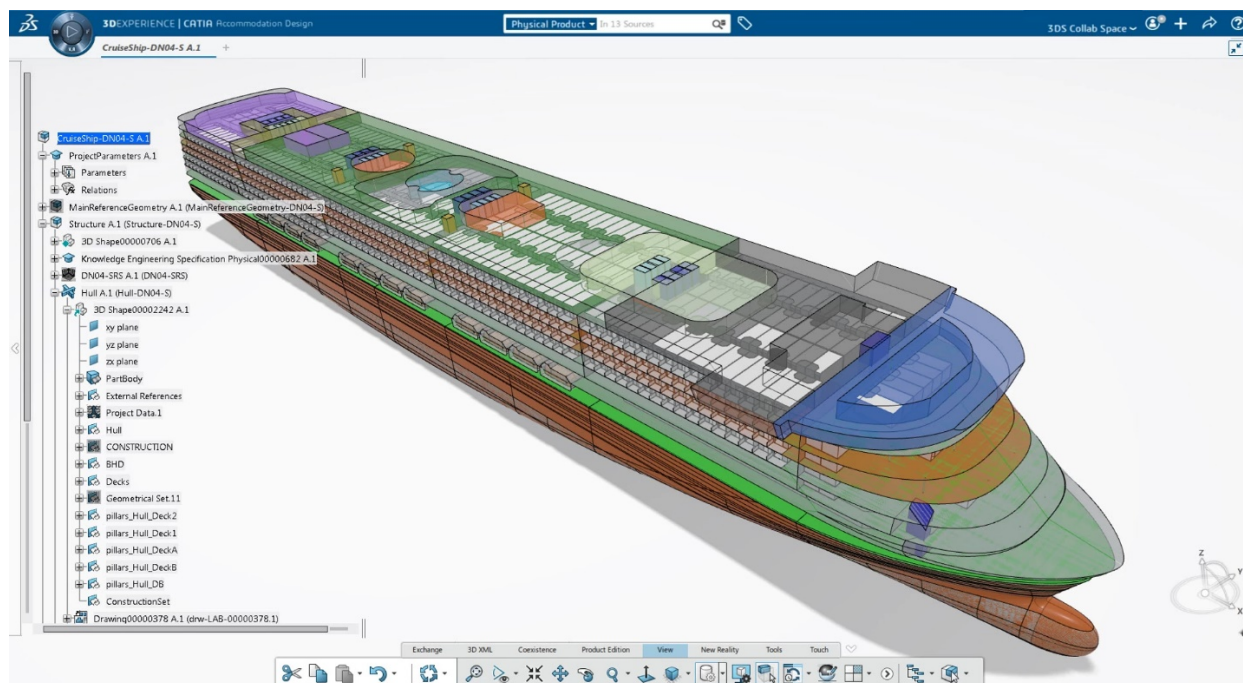 3DEXPERIENCE | CATIA Accommodation Design
Physical Product In 13 Sources
3DS Collab Space
CruiseShip-DN04-S A.1 +
CruiseShip-DN04-S A.1
ProjectParameters A.1
Parameters
Relations
MainReferenceGeometry A.1 (MainReferenceGeometry-DN04-S)
Structure A.1 (Structure-DN04-S)
3D Shape00000706 A.1
Knowledge Engineering Specification Physical00000682 A.1
DN04-SRS A.1 (DN04-SRS)
Hull A.1 (Hull-DN04-S)
3D Shape00002242 A.1
xy plane
yz plane
zx plane
PartBody
External References
Project Data.1
Hull
CONSTRUCTION
BHD
Decks
Geometrical Set.11
pillars_Hull_Deck2
pillars_Hull_Deck1
pillars_Hull_DeckA
pillars_Hull_DeckB
pillars_Hull_DB
ConstructionSet
Drawing00000378 A.1 (drw-LAB-00000378.1)
Z
Y
X
Exchange 3D XML Coexistence Product Edition View New Reality Tools Touch